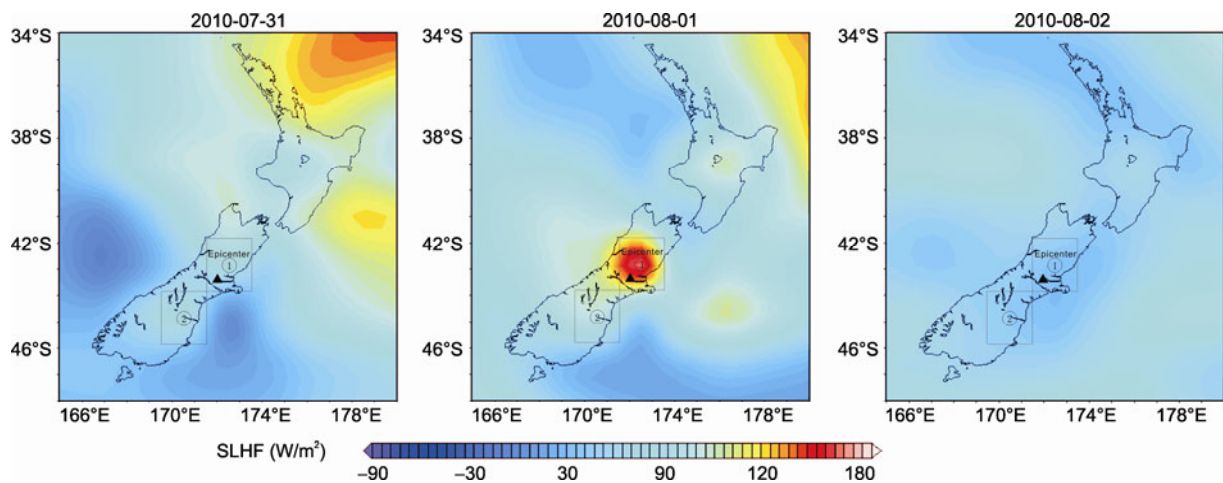 2010-07-31 2010-08-01 2010-08-02
34°S 34°S 34°S
38°S 38°S 38°S
42°S 42°S 42°S
Epicenter Epicenter Epicenter
1 1 1
2 2 2
46°S 46°S 46°S
166°E 170°E 174°E 178°E 166°E 170°E 174°E 178°E 166°E 170°E 174°E 178°E
SLHF (W/m²)
−90 −30 30 90 120 180